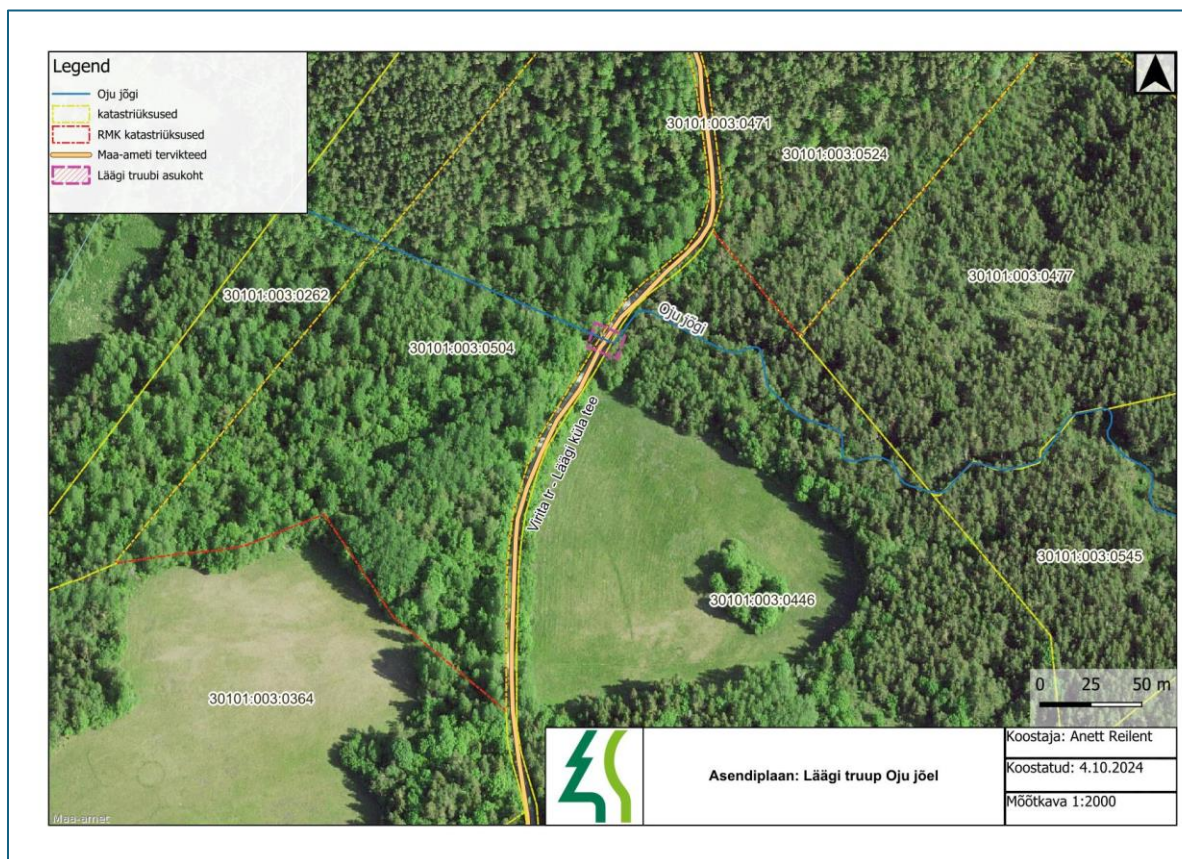 Legend
Oju jõgi
katastriüksused
RMK katastriüksused
Maa-ameti tervikteed
Läägi truubi asukoht
30101:003:0471
30101:003:0524
30101:003:0477
30101:003:0262
Oju jõgi
30101:003:0504
Virita tr - Läägi küla tee
30101:003:0545
30101:003:0446
30101:003:0364
0 25 50 m
Asendiplaan: Läägi truup Oju jõel
Koostaja: Anett Reilent
Koostatud: 4.10.2024
Mõõtkava 1:2000
Maa-amet